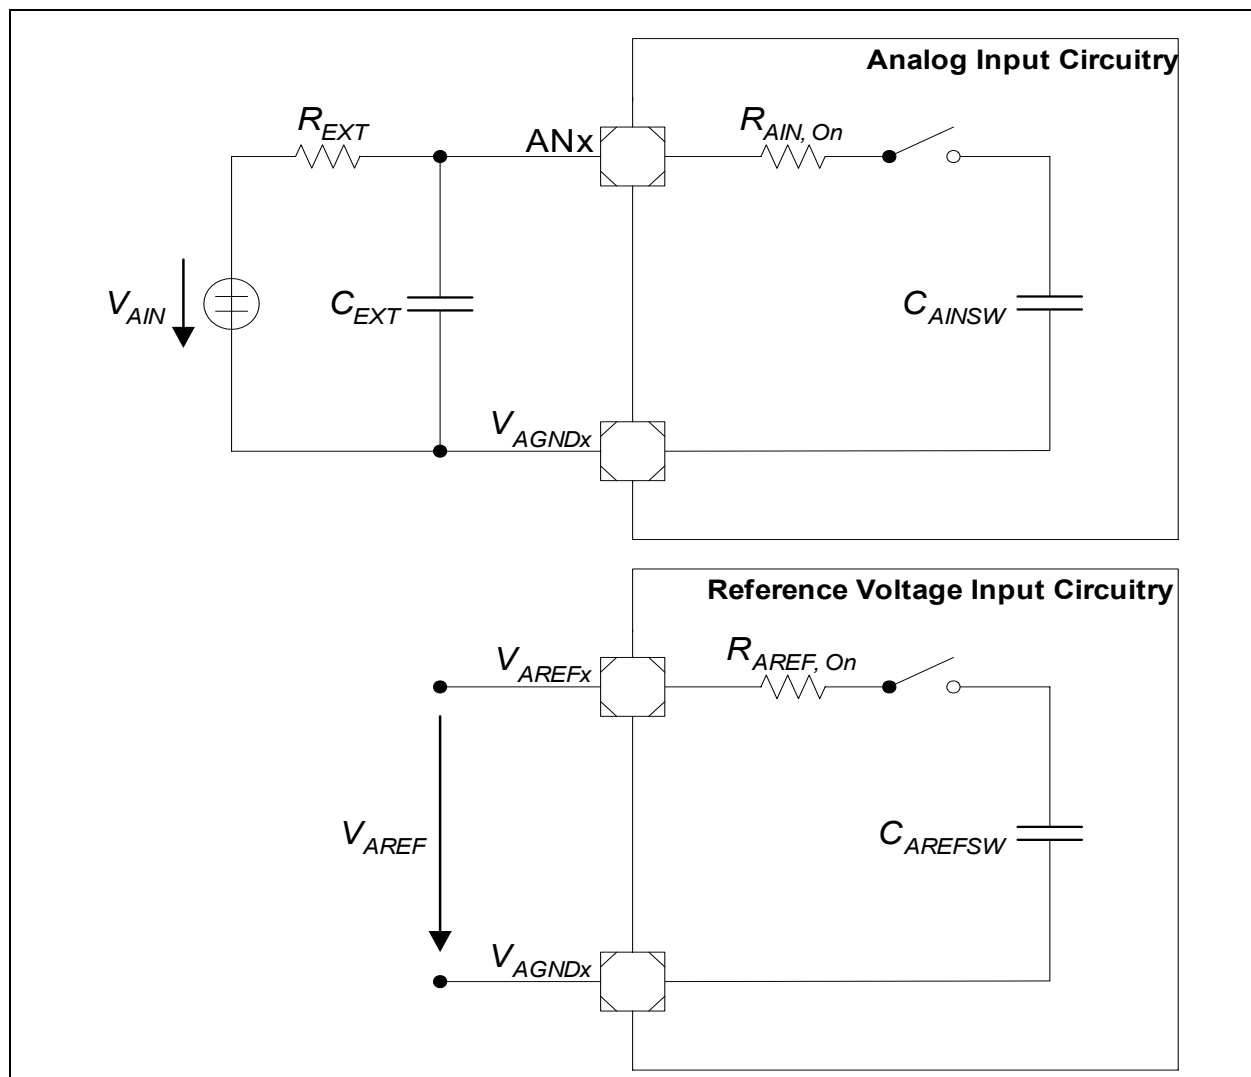 Analog Input Circuitry
R_EXT
ANx
R_AIN, On
V_AIN
C_EXT
C_AINSW
V_AGNDx
Reference Voltage Input Circuitry
V_AREFx
R_AREF, On
V_AREF
C_AREFSW
V_AGNDx